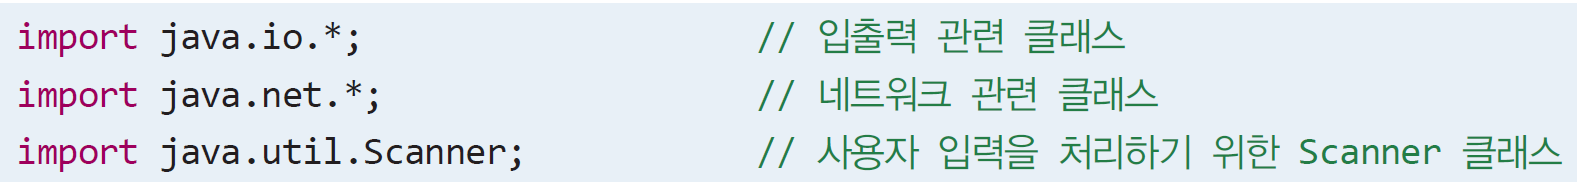 import java.io.*; // 입출력 관련 클래스
import java.net.*; // 네트워크 관련 클래스
import java.util.Scanner; // 사용자 입력을 처리하기 위한 Scanner 클래스